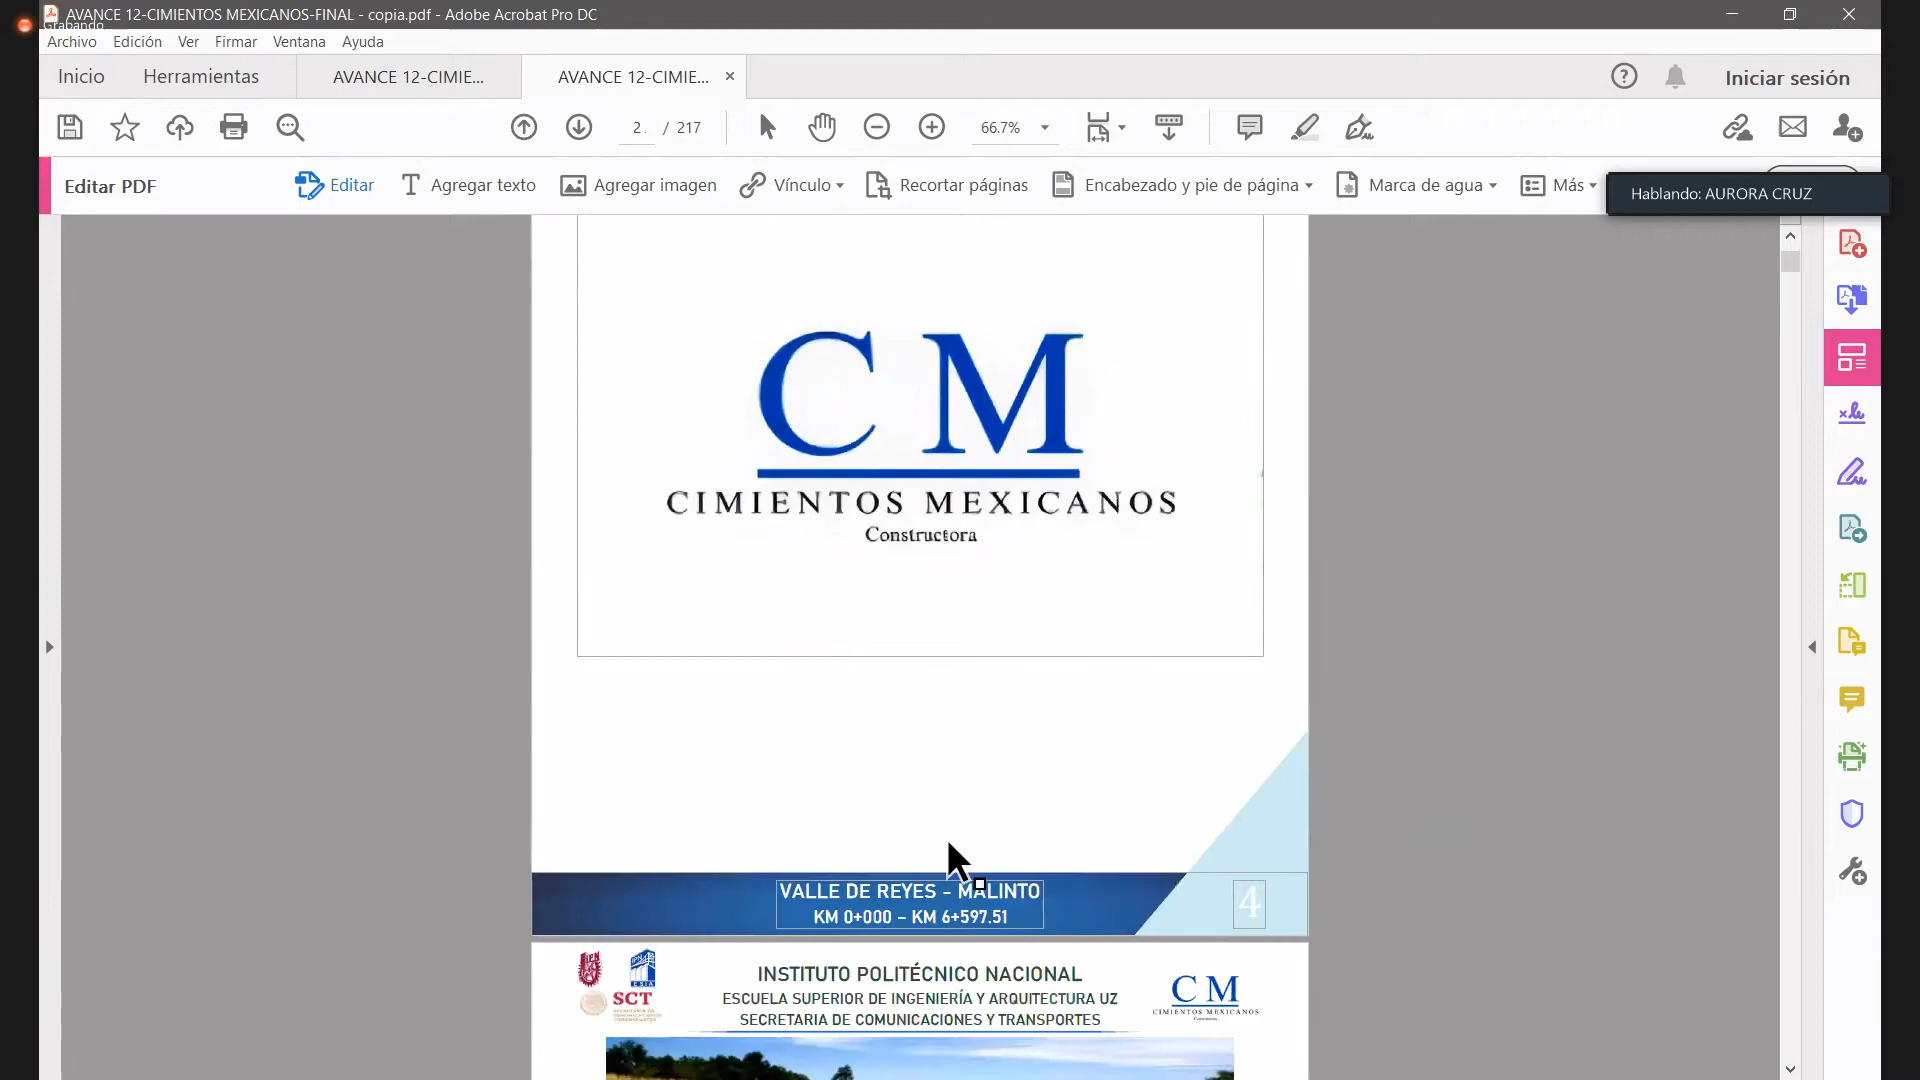 AVANCE 12-CIMIENTOS MEXICANOS-FINAL - copia.pdf - Adobe Acrobat Pro DC
Grabando
Archivo Edición Ver Firmar Ventana Ayuda
Inicio Herramientas AVANCE 12-CIMIE... AVANCE 12-CIMIE... × Iniciar sesión
2 / 217 66.7%
Editar PDF Editar Agregar texto Agregar imagen Vínculo Recortar páginas Encabezado y pie de página Marca de agua Más
Hablando: AURORA CRUZ
C M
CIMIENTOS MEXICANOS
Constructora
VALLE DE REYES - MALINTO
KM 0+000 - KM 6+597.51
4
INSTITUTO POLITÉCNICO NACIONAL
ESCUELA SUPERIOR DE INGENIERÍA Y ARQUITECTURA UZ
SECRETARIA DE COMUNICACIONES Y TRANSPORTES
SCT
C M
CIMIENTOS MEXICANOS